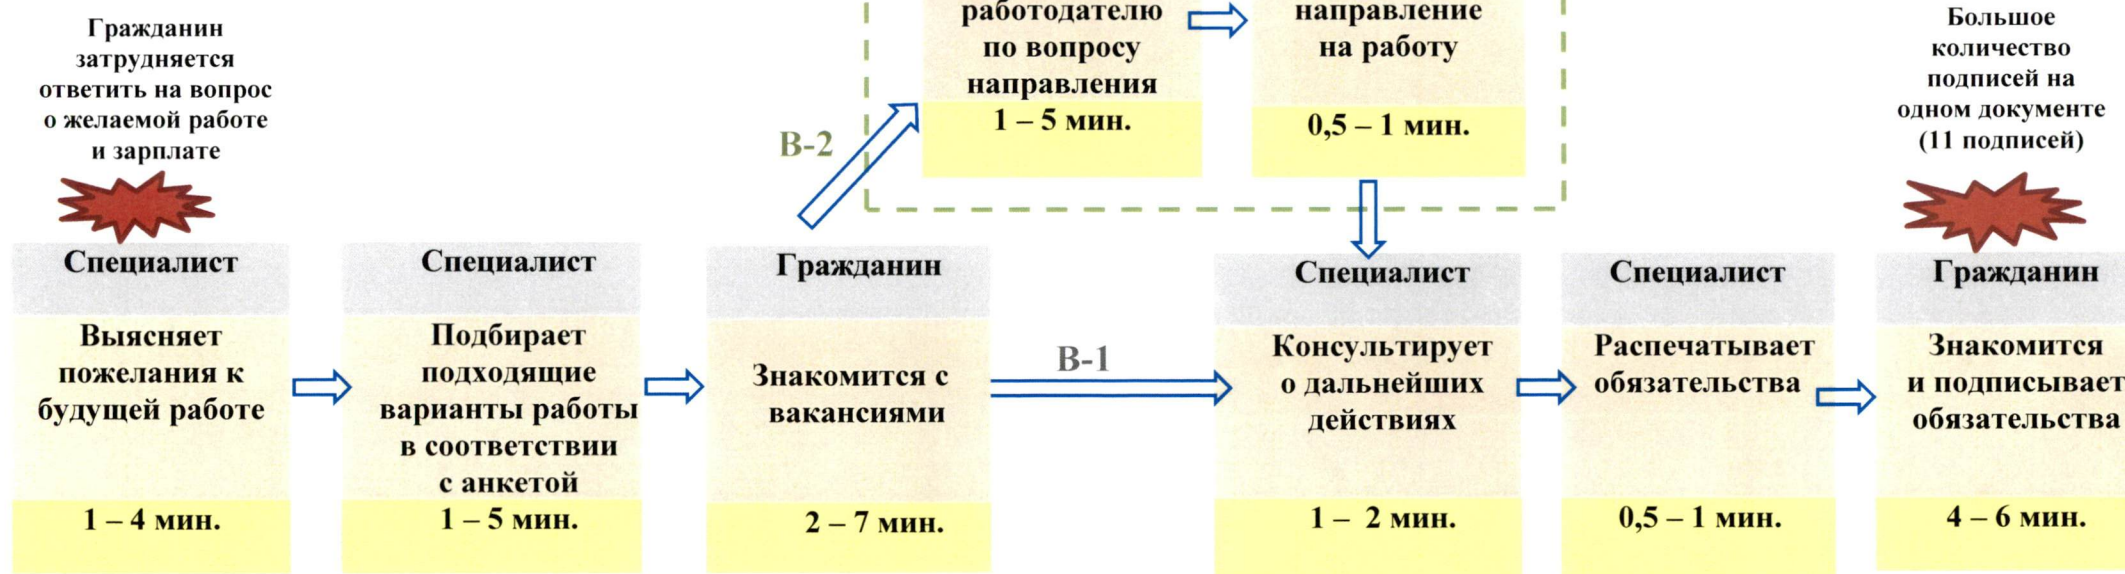 Гражданин
затрудняется
ответить на вопрос
о желаемой работе
и зарплате
работодателю
по вопросу
направления
1 – 5 мин.
направление
на работу
0,5 – 1 мин.
Большое
количество
подписей на
одном документе
(11 подписей)
В-2
Специалист
Выясняет
пожелания к
будущей работе
1 – 4 мин.
Специалист
Подбирает
подходящие
варианты работы
в соответствии
с анкетой
1 – 5 мин.
Гражданин
Знакомится с
вакансиями
2 – 7 мин.
В-1
Специалист
Консультирует
о дальнейших
действиях
1 – 2 мин.
Специалист
Распечатывает
обязательства
0,5 – 1 мин.
Гражданин
Знакомится
и подписывает
обязательства
4 – 6 мин.